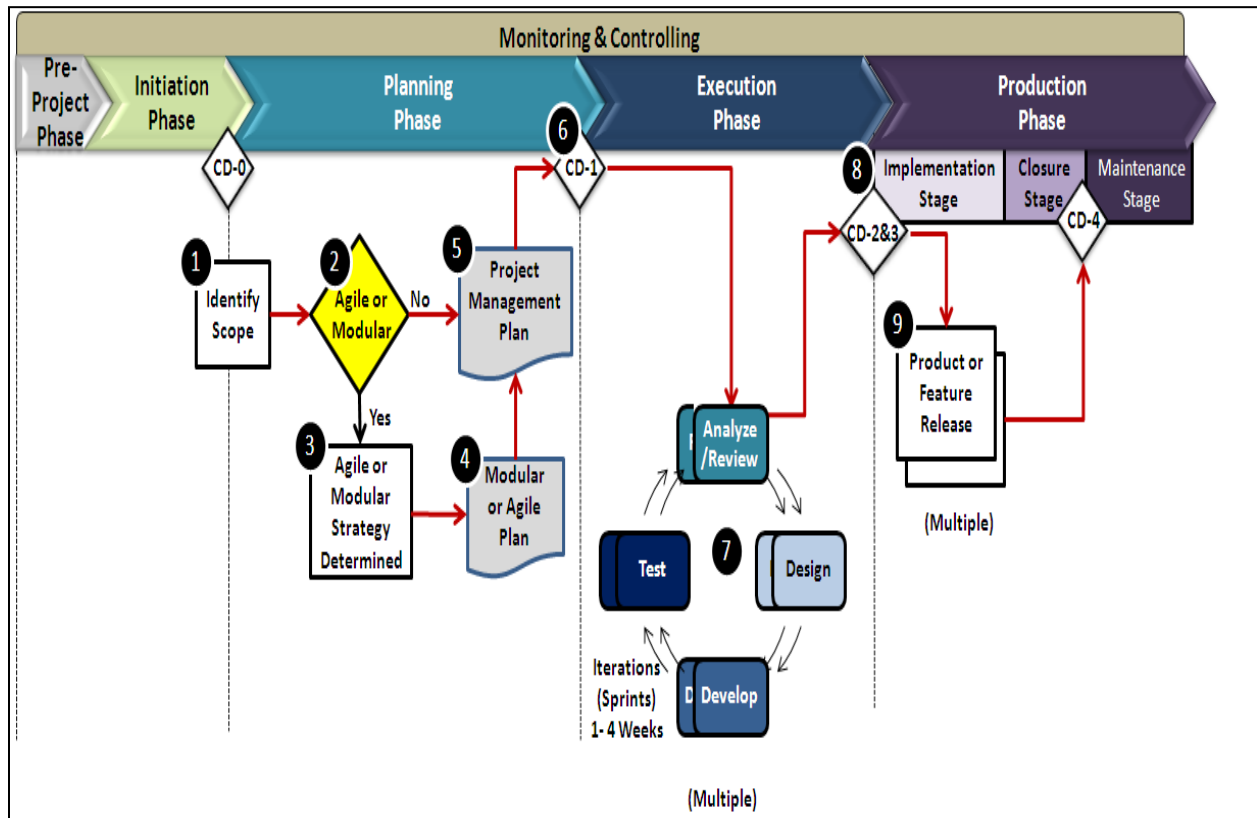 Monitoring & Controlling
Pre-
Project
Phase
Initiation
Phase
Planning
Phase
Execution
Phase
Production
Phase
CD-0
6
CD-1
8
Implementation
Stage
Closure
Stage
Maintenance
Stage
CD-2&3
CD-4
1
Identify
Scope
2
Agile or
Modular
No
Yes
5
Project
Management
Plan
3
Agile or
Modular
Strategy
Determined
4
Modular
or Agile
Plan
9
Product or
Feature
Release
(Multiple)
Analyze
/Review
7
Test
Design
D
Develop
Iterations
(Sprints)
1- 4 Weeks
(Multiple)